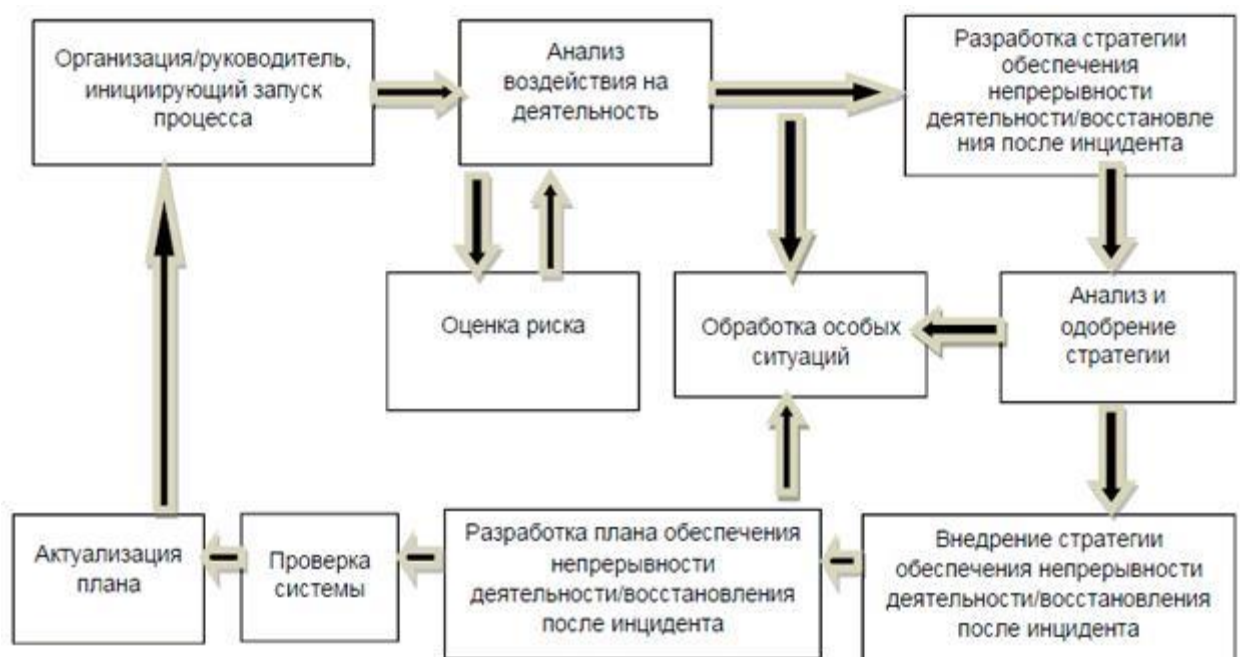 Организация/руководитель,
инициирующий запуск
процесса
Анализ
воздействия на
деятельность
Разработка стратегии
обеспечения
непрерывности
деятельности/восстановле
ния после инцидента
Оценка риска
Обработка особых
ситуаций
Анализ и
одобрение
стратегии
Актуализация
плана
Проверка
системы
Разработка плана обеспечения
непрерывности
деятельности/восстановления
после инцидента
Внедрение стратегии
обеспечения непрерывности
деятельности/восстановления
после инцидента